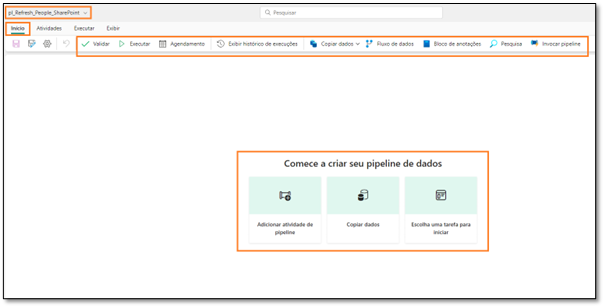 pl_Refresh_People_SharePoint
Pesquisar
Início Atividades Executar Exibir
Validar Executar Agendamento Exibir histórico de execuções Copiar dados Fluxo de dados Bloco de anotações Pesquisa Invocar pipeline
Comece a criar seu pipeline de dados
Adicionar atividade de
pipeline
Copiar dados
Escolha uma tarefa para
iniciar